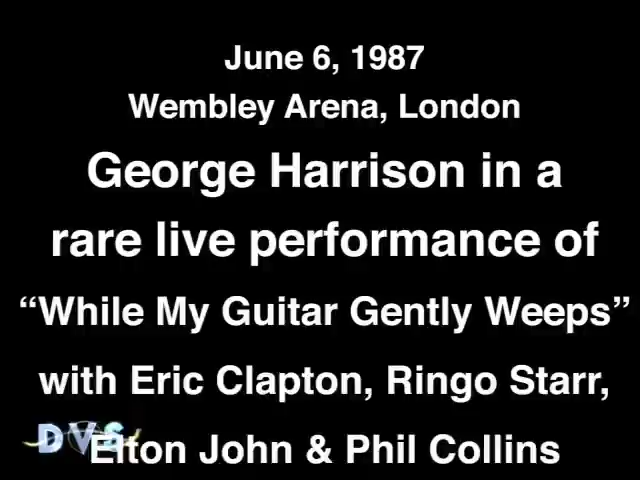 June 6, 1987
Wembley Arena, London
George Harrison in a
rare live performance of
“While My Guitar Gently Weeps”
with Eric Clapton, Ringo Starr,
Elton John & Phil Collins
DVS